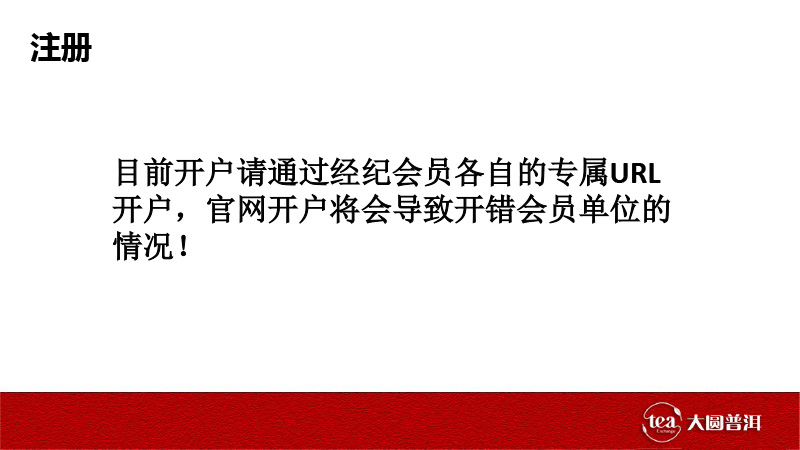 注册
目前开户请通过经纪会员各自的专属URL
开户，官网开户将会导致开错会员单位的
情况！
tea
Exchange
大圆普洱